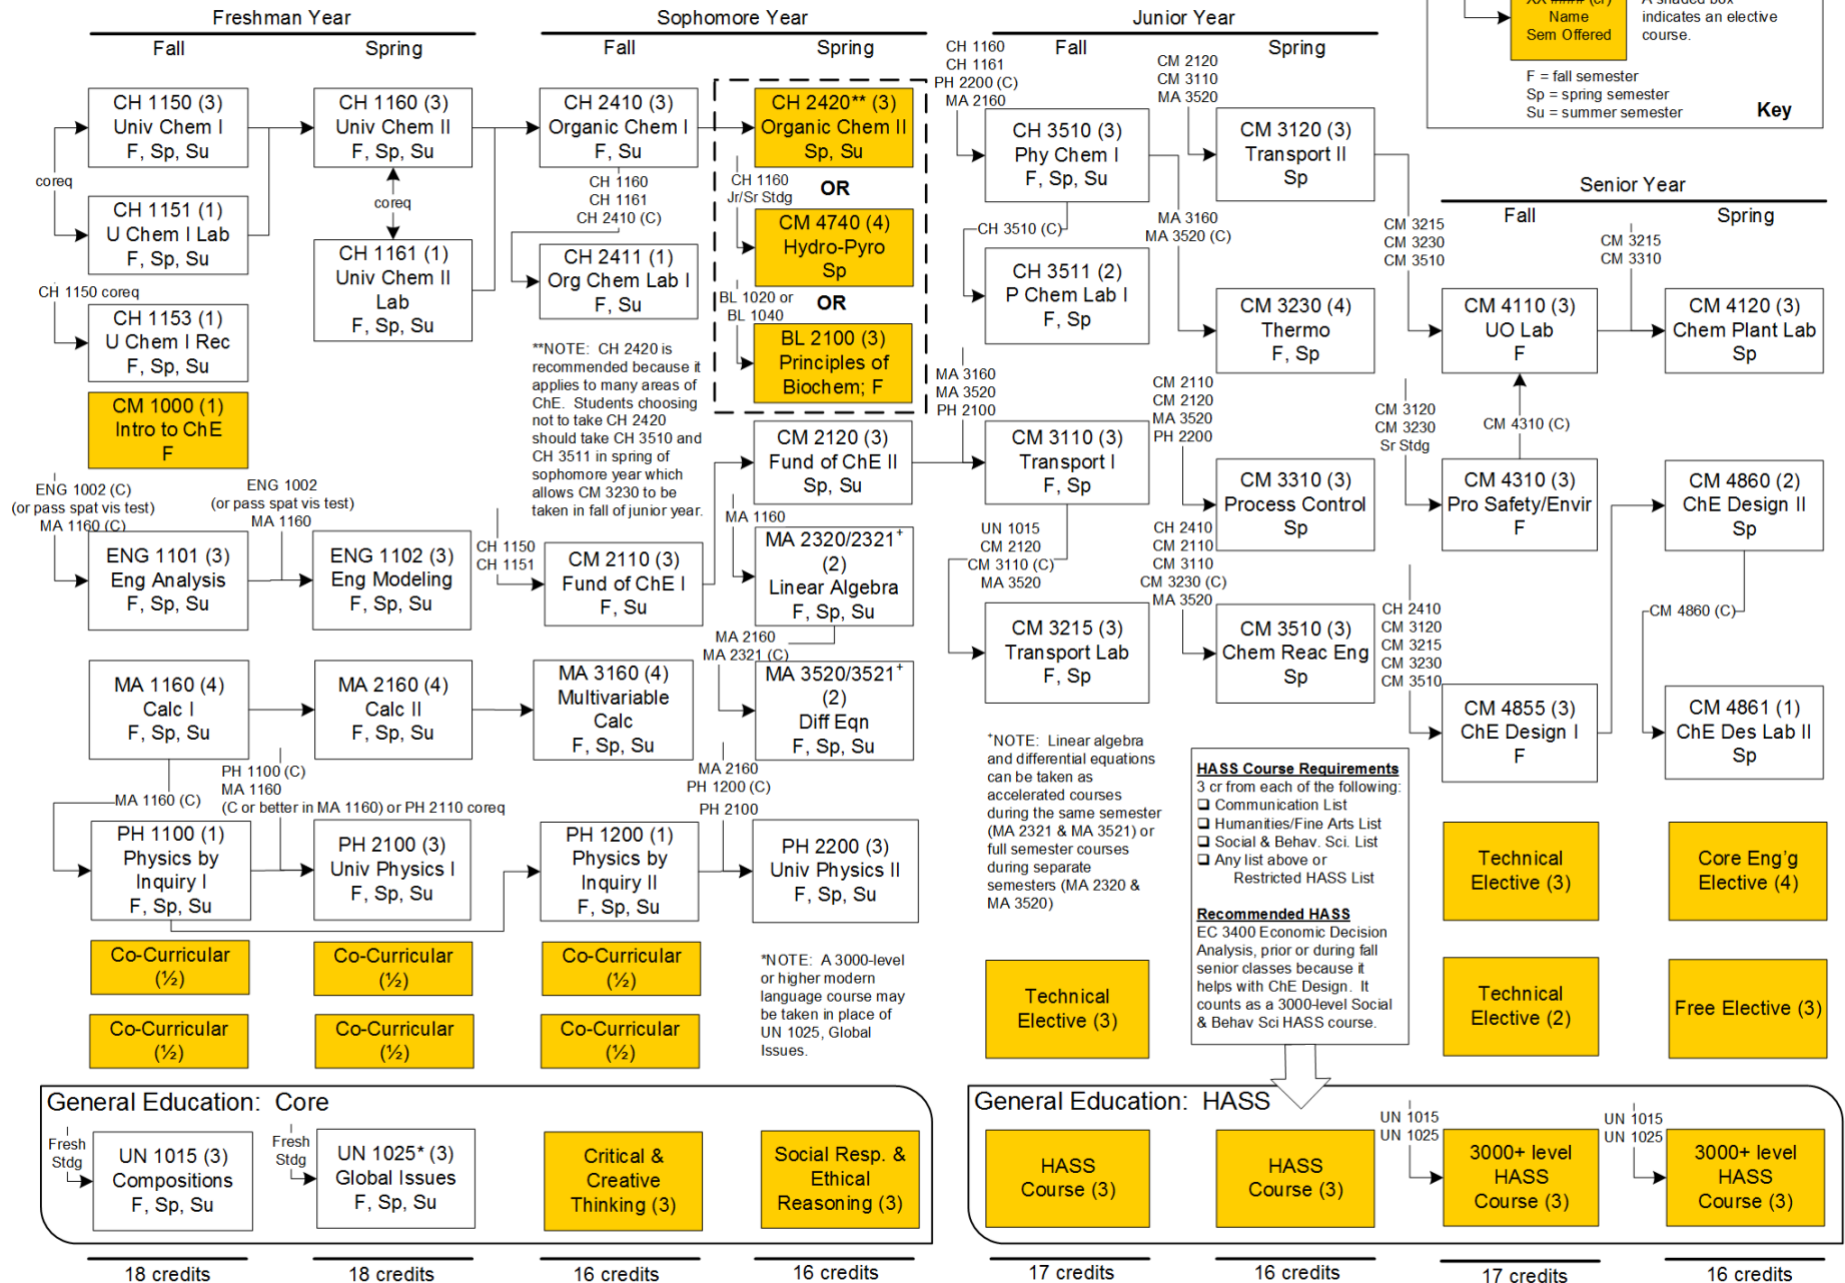 Freshman Year
Fall
Spring
Sophomore Year
Fall
Spring
Junior Year
Fall
Spring
Senior Year
Fall
Spring
(cr)
Name
Sem Offered
A shaded box
indicates an elective
course.
F = fall semester
Sp = spring semester
Su = summer semester
Key
CH 1150 (3)
Univ Chem I
F, Sp, Su
coreq
CH 1151 (1)
U Chem I Lab
F, Sp, Su
CH 1150 coreq
CH 1153 (1)
U Chem I Rec
F, Sp, Su
CM 1000 (1)
Intro to ChE
F
ENG 1002 (C)
(or pass spat vis test)
MA 1160 (C)
ENG 1101 (3)
Eng Analysis
F, Sp, Su
MA 1160 (4)
Calc I
F, Sp, Su
MA 1160 (C)
PH 1100 (1)
Physics by
Inquiry I
F, Sp, Su
Co-Curricular
(½)
Co-Curricular
(½)
CH 1160 (3)
Univ Chem II
F, Sp, Su
coreq
CH 1161 (1)
Univ Chem II
Lab
F, Sp, Su
ENG 1002
(or pass spat vis test)
MA 1160
ENG 1102 (3)
Eng Modeling
F, Sp, Su
MA 2160 (4)
Calc II
F, Sp, Su
PH 1100 (C)
MA 1160
(C or better in MA 1160) or PH 2110 coreq
PH 2100 (3)
Univ Physics I
F, Sp, Su
Co-Curricular
(½)
Co-Curricular
(½)
CH 2410 (3)
Organic Chem I
F, Su
CH 1160
CH 1161
CH 2410 (C)
CH 2411 (1)
Org Chem Lab I
F, Su
**NOTE: CH 2420 is
recommended because it
applies to many areas of
ChE. Students choosing
not to take CH 2420
should take CH 3510 and
CH 3511 in spring of
sophomore year which
allows CM 3230 to be
taken in fall of junior year.
CH 1150
CH 1151
CM 2110 (3)
Fund of ChE I
F, Su
MA 3160 (4)
Multivariable
Calc
F, Sp, Su
PH 1200 (1)
Physics by
Inquiry II
F, Sp, Su
Co-Curricular
(½)
Co-Curricular
(½)
CH 2420** (3)
Organic Chem II
Sp, Su
CH 1160
Jr/Sr Stdg
OR
CM 4740 (4)
Hydro-Pyro
Sp
BL 1020 or
BL 1040
OR
BL 2100 (3)
Principles of
Biochem; F
CM 2120 (3)
Fund of ChE II
Sp, Su
MA 1160
MA 2320/2321+
(2)
Linear Algebra
F, Sp, Su
MA 2160
MA 2321 (C)
MA 3520/3521+
(2)
Diff Eqn
F, Sp, Su
MA 2160
PH 1200 (C)
PH 2100
PH 2200 (3)
Univ Physics II
F, Sp, Su
*NOTE: A 3000-level
or higher modern
language course may
be taken in place of
UN 1025, Global
Issues.
CH 1160
CH 1161
PH 2200 (C)
MA 2160
CH 3510 (3)
Phy Chem I
F, Sp, Su
CH 3510 (C)
CH 3511 (2)
P Chem Lab I
F, Sp
MA 3160
MA 3520
PH 2100
CM 3110 (3)
Transport I
F, Sp
UN 1015
CM 2120
CM 3110 (C)
MA 3520
CM 3215 (3)
Transport Lab
F, Sp
+NOTE: Linear algebra
and differential equations
can be taken as
accelerated courses
during the same semester
(MA 2321 & MA 3521) or
full semester courses
during separate
semesters (MA 2320 &
MA 3520)
Technical
Elective (3)
CM 2120
CM 3110
MA 3520
CM 3120 (3)
Transport II
Sp
MA 3160
MA 3520 (C)
CM 3230 (4)
Thermo
F, Sp
CM 2110
CM 2120
MA 3520
PH 2200
CM 3310 (3)
Process Control
Sp
CH 2410
CM 2110
CM 3110
CM 3230 (C)
MA 3520
CM 3510 (3)
Chem Reac Eng
Sp
HASS Course Requirements
3 cr from each of the following:
❑ Communication List
❑ Humanities/Fine Arts List
❑ Social & Behav. Sci. List
❑ Any list above or
Restricted HASS List
Recommended HASS
EC 3400 Economic Decision
Analysis, prior or during fall
senior classes because it
helps with ChE Design. It
counts as a 3000-level Social
& Behav Sci HASS course.
CM 3215
CM 3230
CM 3510
CM 4110 (3)
UO Lab
F
CM 4310 (C)
CM 3120
CM 3230
Sr Stdg
CM 4310 (3)
Pro Safety/Envir
F
CH 2410
CM 3120
CM 3215
CM 3230
CM 3510
CM 4855 (3)
ChE Design I
F
Technical
Elective (3)
Technical
Elective (2)
CM 3215
CM 3310
CM 4120 (3)
Chem Plant Lab
Sp
CM 4860 (2)
ChE Design II
Sp
CM 4860 (C)
CM 4861 (1)
ChE Des Lab II
Sp
Core Eng'g
Elective (4)
Free Elective (3)
General Education: Core
Fresh
Stdg
UN 1015 (3)
Compositions
F, Sp, Su
Fresh
Stdg
UN 1025* (3)
Global Issues
F, Sp, Su
Critical &
Creative
Thinking (3)
Social Resp. &
Ethical
Reasoning (3)
General Education: HASS
HASS
Course (3)
HASS
Course (3)
UN 1015
UN 1025
3000+ level
HASS
Course (3)
UN 1015
UN 1025
3000+ level
HASS
Course (3)
18 credits
18 credits
16 credits
16 credits
17 credits
16 credits
17 credits
16 credits